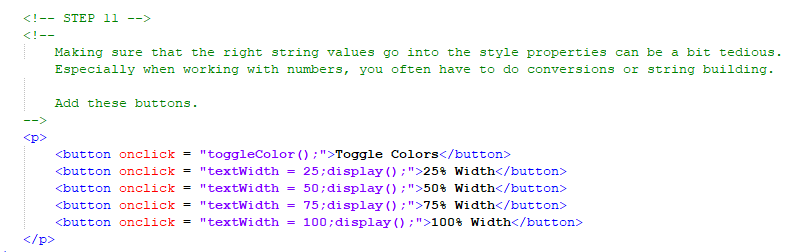 <!-- STEP 11 -->
<!--
Making sure that the right string values go into the style properties can be a bit tedious.
Especially when working with numbers, you often have to do conversions or string building.
Add these buttons.
-->
<p>
<button onclick = "toggleColor();">Toggle Colors</button>
<button onclick = "textWidth = 25;display();">25% Width</button>
<button onclick = "textWidth = 50;display();">50% Width</button>
<button onclick = "textWidth = 75;display();">75% Width</button>
<button onclick = "textWidth = 100;display();">100% Width</button>
</p>